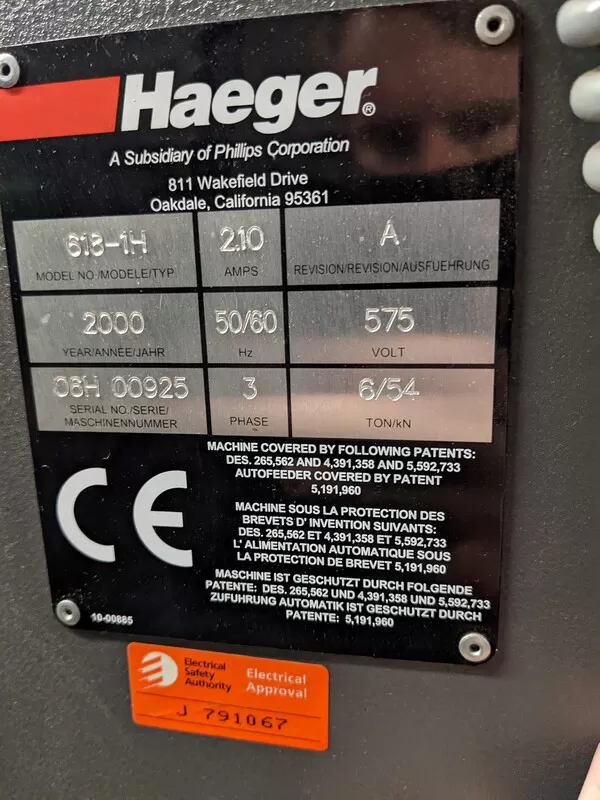 Haeger®
A Subsidiary of Phillips Corporation
811 Wakefield Drive
Oakdale, California 95361
618-1H
MODEL NO./MODELE/TYP
2.10
AMPS
A
REVISION/REVISION/AUSFUEHRUNG
2000
YEAR/ANNÈE/JAHR
50/60
Hz
575
VOLT
06H 00925
SERIAL NO./SERIE/
MASCHINENNUMMER
3
PHASE
6/54
TON/kN
MACHINE COVERED BY FOLLOWING PATENTS:
DES. 265,562 AND 4,391,358 AND 5,592,733
AUTOFEEDER COVERED BY PATENT
5,191,960
MACHINE SOUS LA PROTECTION DES
BREVETS D' INVENTION SUIVANTS:
DES. 265,562 ET 4,391,358 ET 5,592,733
L' ALIMENTATION AUTOMATIQUE SOUS
LA PROTECTION DE BREVET 5,191,960
MASCHINE IST GESCHUTZT DURCH FOLGENDE
PATENTE: DES. 265,562 UND 4,391,358 UND 5,592,733
ZUFUHRUNG AUTOMATIK IST GESCHUTZT DURCH
PATENTE: 5,191,960
CE
10-00885
Electrical
Safety
Authority
Electrical
Approval
J 791067